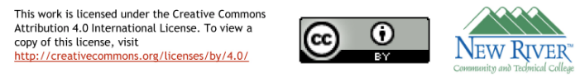 This work is licensed under the Creative Commons
Attribution 4.0 International License. To view a
copy of this license, visit
http://creativecommons.org/licenses/by/4.0/
cc
BY
NEW RIVER
Community and Technical College